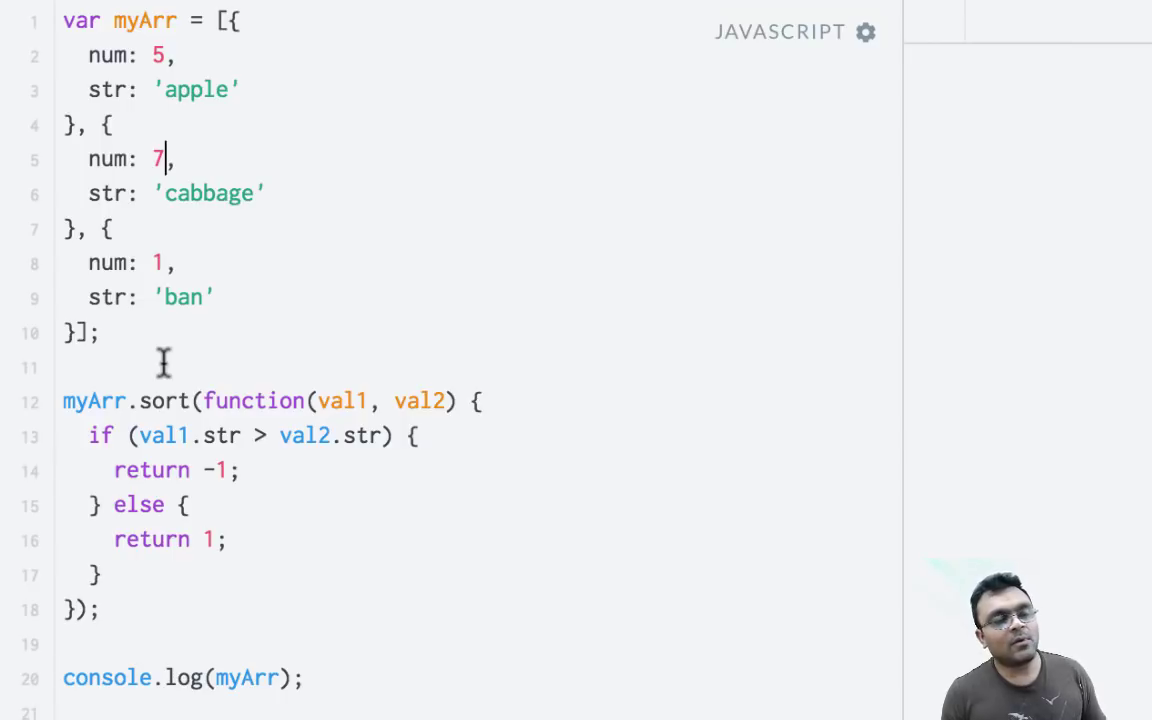 JAVASCRIPT
1 var myArr = [{
2 num: 5,
3 str: 'apple'
4 }, {
5 num: 7,
6 str: 'cabbage'
7 }, {
8 num: 1,
9 str: 'ban'
10 }];
11
12 myArr.sort(function(val1, val2) {
13 if (val1.str > val2.str) {
14 return -1;
15 } else {
16 return 1;
17 }
18 });
19
20 console.log(myArr);
21